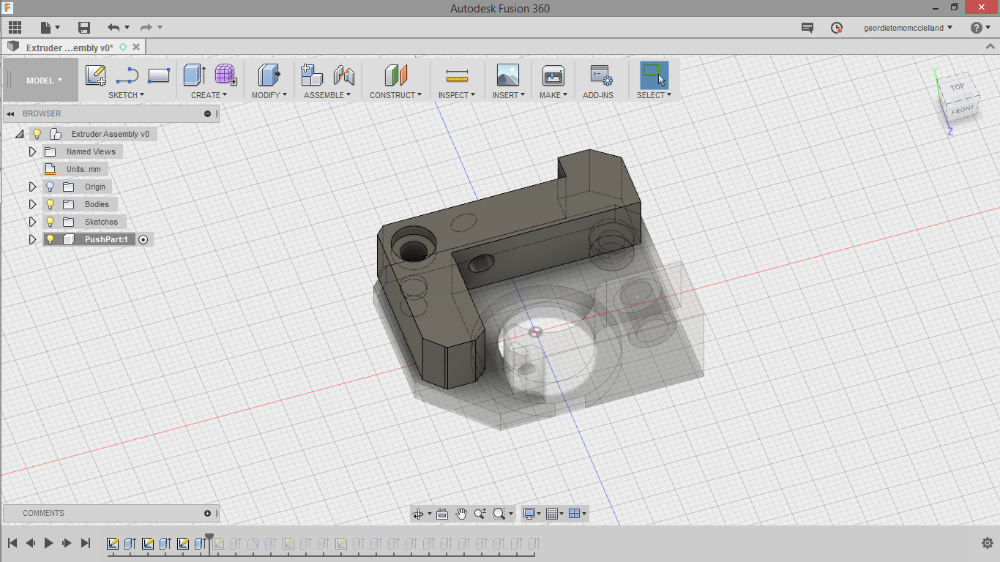 Autodesk Fusion 360
geordietomomcclelland
Extruder ...embly v0*
MODEL
SKETCH
CREATE
MODIFY
ASSEMBLE
CONSTRUCT
INSPECT
INSERT
MAKE
ADD-INS
SELECT
Y
TOP
FRONT
Z
BROWSER
Extruder Assembly v0
Named Views
Units: mm
Origin
Bodies
Sketches
PushPart:1
COMMENTS